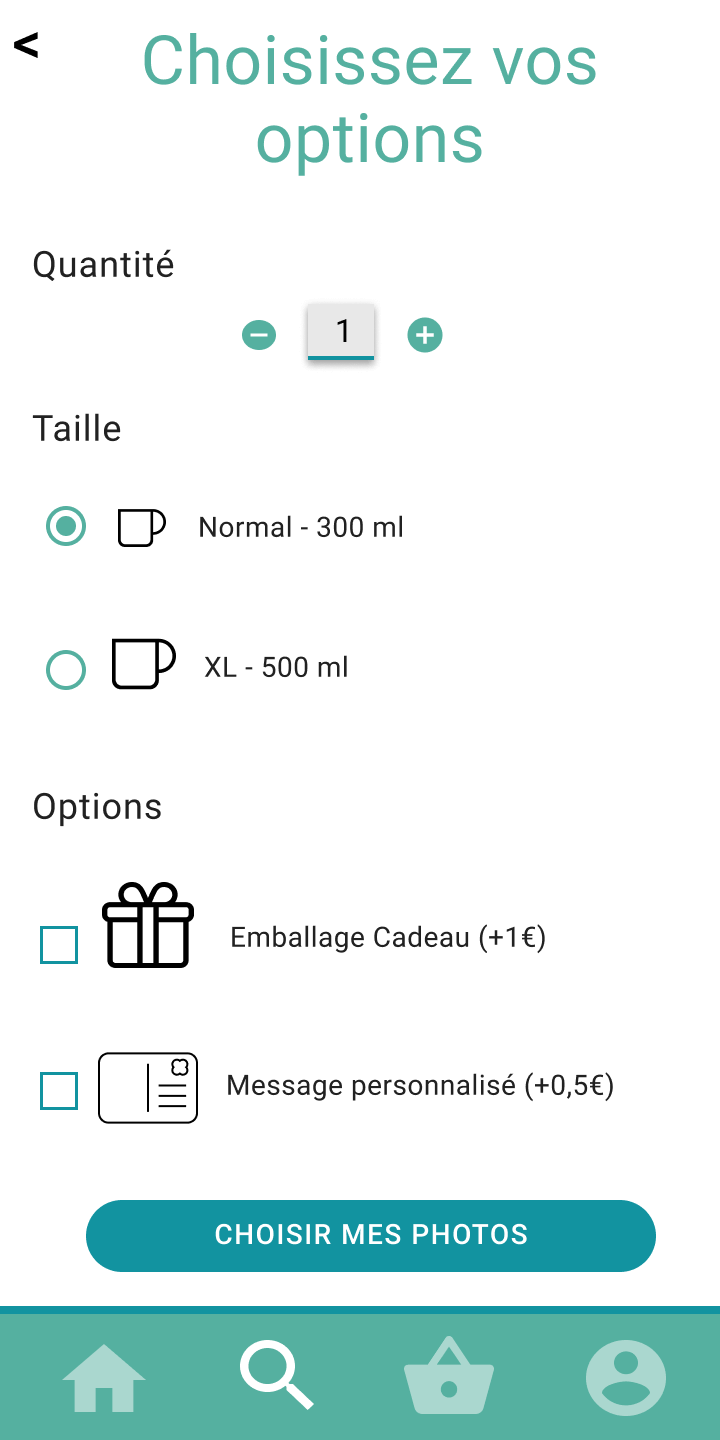 <
Choisissez vos
options
Quantité
1
Taille
Normal - 300 ml
XL - 500 ml
Options
Emballage Cadeau (+1€)
Message personnalisé (+0,5€)
CHOISIR MES PHOTOS